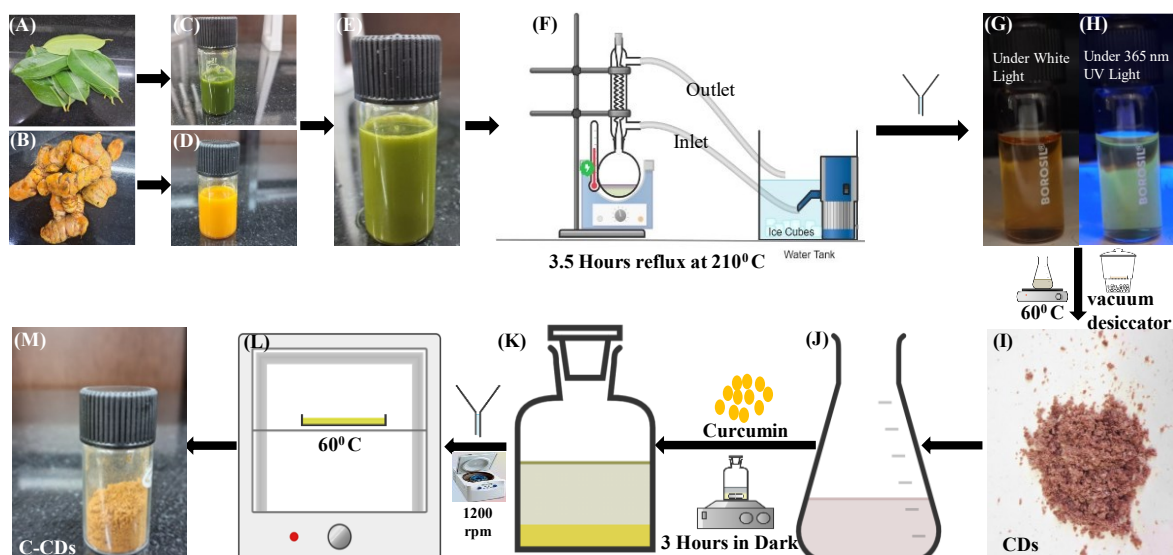 (A)
(C)
(E)
(F)
(G)
(H)
Under White
Light
Under 365 nm
UV Light
Outlet
Inlet
(B)
(D)
BOROSIL®
BOROSIL®
Ice Cubes
Water Tank
3.5 Hours reflux at 210⁰ C
60⁰ C
vacuum
desiccator
(M)
(L)
(K)
(J)
(I)
60⁰ C
Curcumin
1200
rpm
3 Hours in Dark
C-CDs
CDs